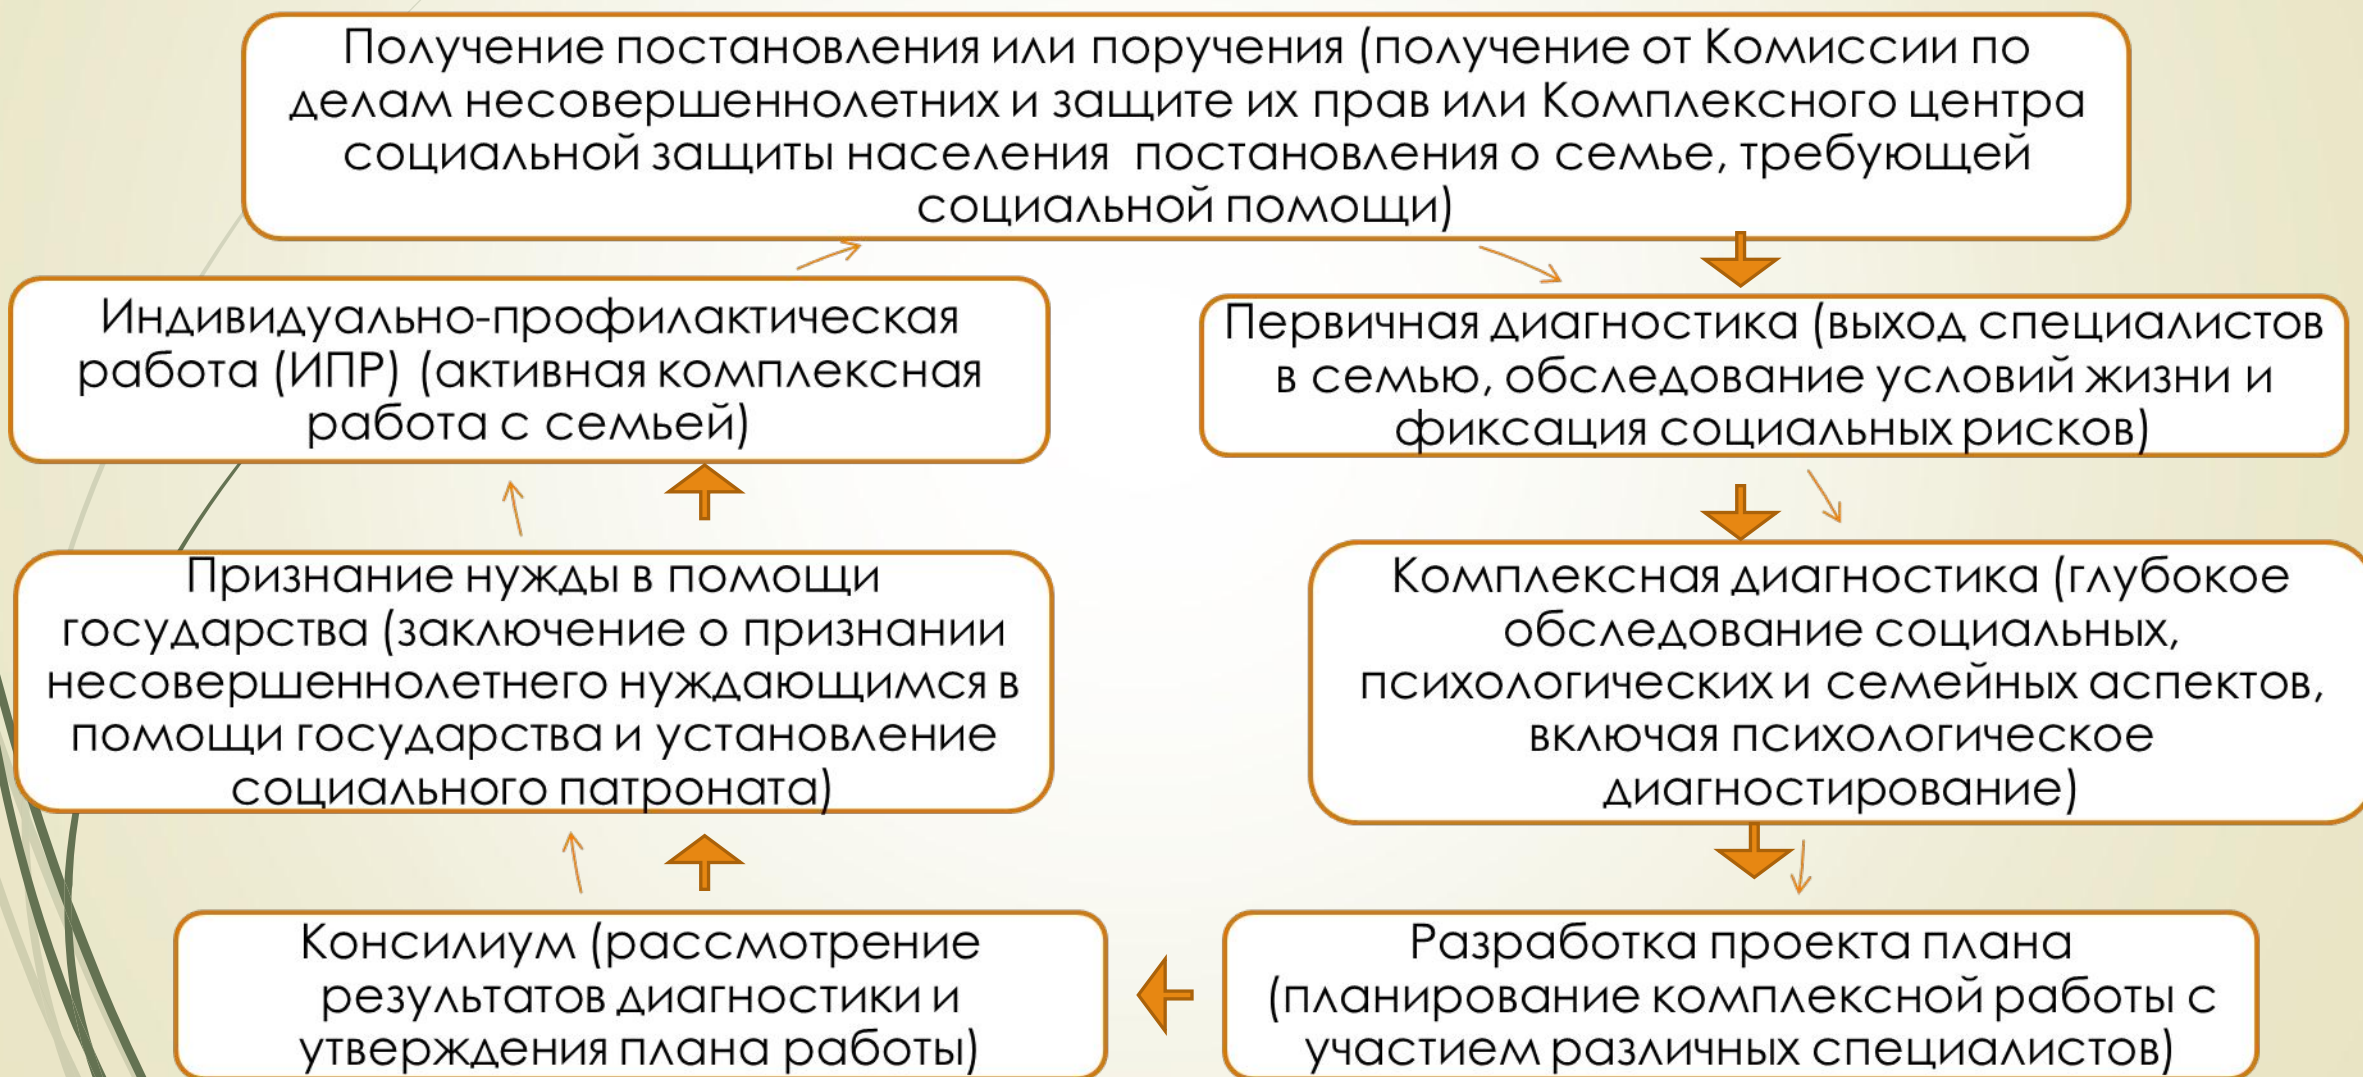 Получение постановления или поручения (получение от Комиссии по
делам несовершеннолетних и защите их прав или Комплексного центра
социальной защиты населения постановления о семье, требующей
социальной помощи)
Первичная диагностика (выход специалистов
в семью, обследование условий жизни и
фиксация социальных рисков)
Комплексная диагностика (глубокое
обследование социальных,
психологических и семейных аспектов,
включая психологическое
диагностирование)
Разработка проекта плана
(планирование комплексной работы с
участием различных специалистов)
Консилиум (рассмотрение
результатов диагностики и
утверждения плана работы)
Признание нужды в помощи
государства (заключение о признании
несовершеннолетнего нуждающимся в
помощи государства и установление
социального патроната)
Индивидуально-профилактическая
работа (ИПР) (активная комплексная
работа с семьей)